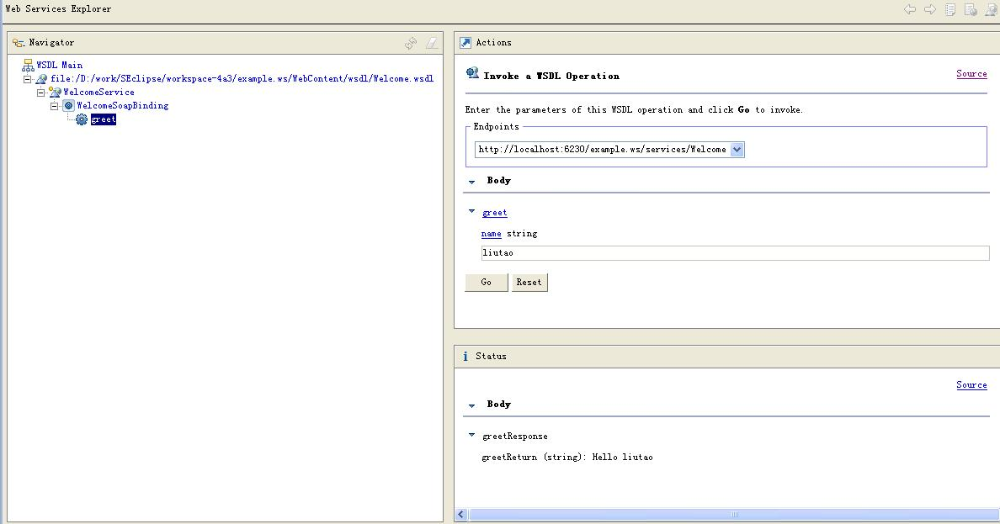 Web Services Explorer
Navigator
WSDL Main
file:/D:/work/SEclipse/workspace-4a3/example.ws/WebContent/wsdl/Welcome.wsdl
WelcomeService
WelcomeSoapBinding
greet
Actions
Invoke a WSDL Operation
Source
Enter the parameters of this WSDL operation and click Go to invoke.
Endpoints
http://localhost:6230/example.ws/services/Welcome
Body
greet
name string
liutao
Go Reset
Status
Source
Body
greetResponse
greetReturn (string): Hello liutao